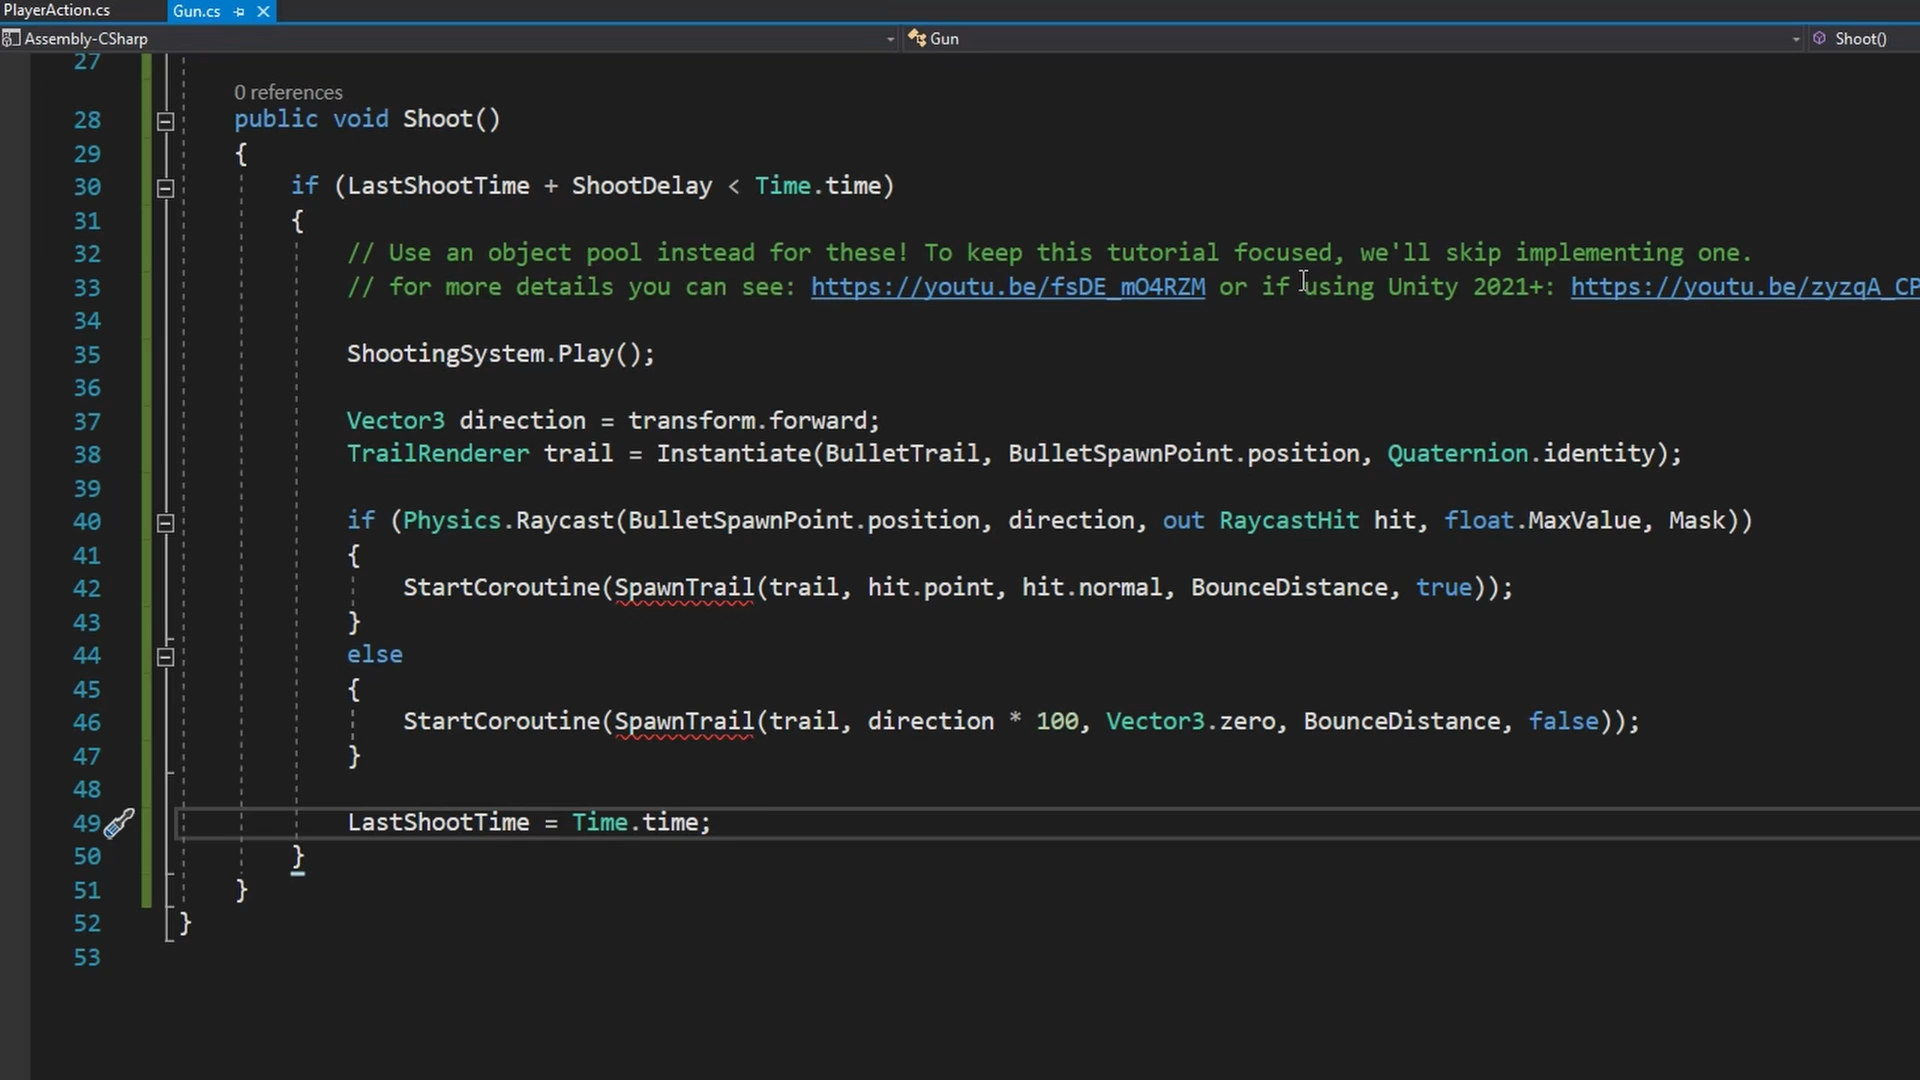 PlayerAction.cs
Gun.cs
Assembly-CSharp
Gun
Shoot()
27
0 references
28 public void Shoot()
29 {
30 if (LastShootTime + ShootDelay < Time.time)
31 {
32 // Use an object pool instead for these! To keep this tutorial focused, we'll skip implementing one.
33 // for more details you can see: https://youtu.be/fsDE_mO4RZM or if using Unity 2021+: https://youtu.be/zyzqA_CP
34
35 ShootingSystem.Play();
36
37 Vector3 direction = transform.forward;
38 TrailRenderer trail = Instantiate(BulletTrail, BulletSpawnPoint.position, Quaternion.identity);
39
40 if (Physics.Raycast(BulletSpawnPoint.position, direction, out RaycastHit hit, float.MaxValue, Mask))
41 {
42 StartCoroutine(SpawnTrail(trail, hit.point, hit.normal, BounceDistance, true));
43 }
44 else
45 {
46 StartCoroutine(SpawnTrail(trail, direction * 100, Vector3.zero, BounceDistance, false));
47 }
48
49 LastShootTime = Time.time;
50 }
51 }
52 }
53